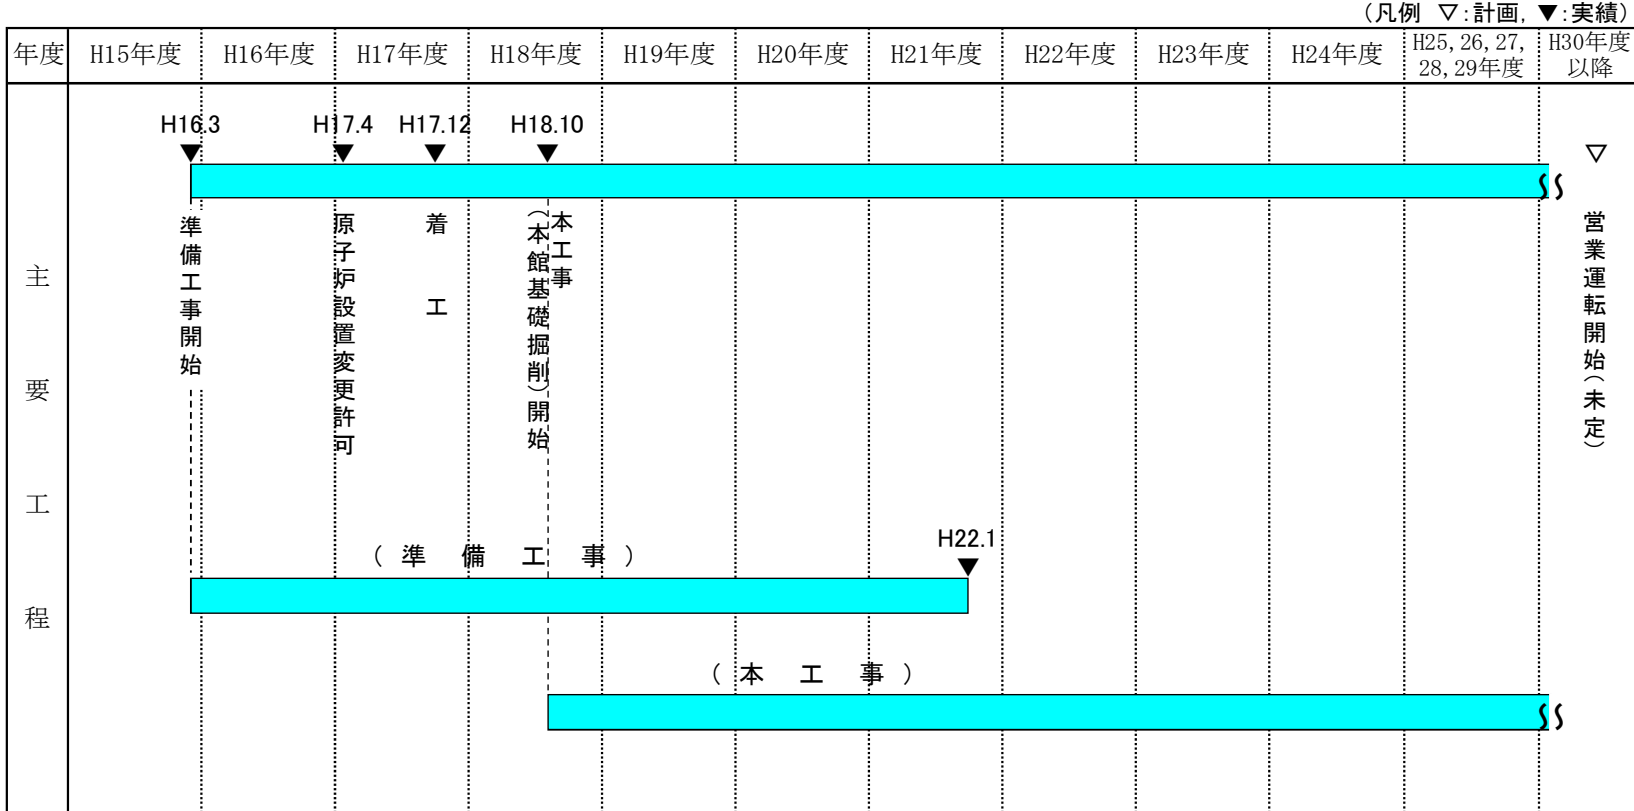 （凡例 ▽:計画, ▼:実績）
年度 H15年度 H16年度 H17年度 H18年度 H19年度 H20年度 H21年度 H22年度 H23年度 H24年度 H25,26,27,28,29年度 H30年度以降
主要工程
H16.3 H17.4 H17.12 H18.10
▼ ▼ ▼ ▼ ▽
準備工事開始
原子炉設置変更許可
着工
本工事
（本館基礎掘削）開始
営業運転開始（未定）
（準備工事）
H22.1
▼
（本工事）